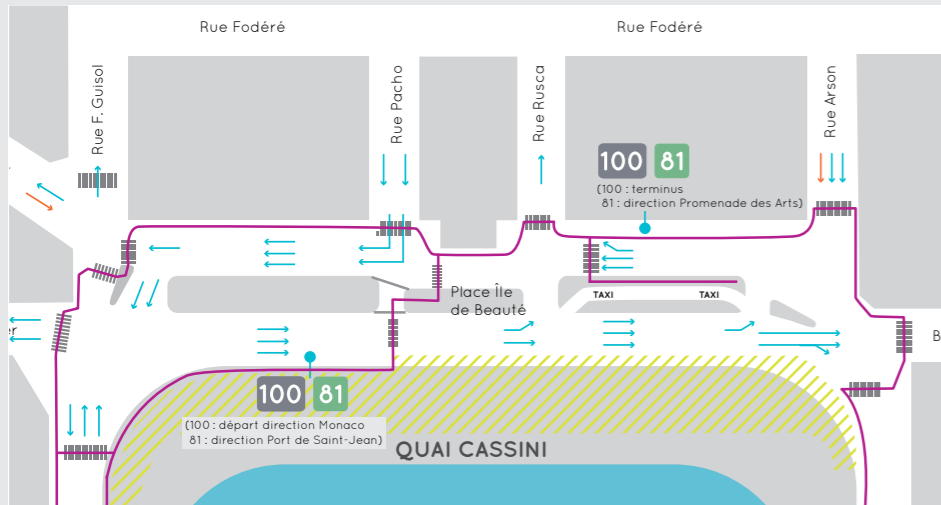 Rue Fodéré
Rue Fodéré
Rue F. Guisol
Rue Pacho
Rue Rusca
Rue Arson
100 81
(100 : terminus
81 : direction Promenade des Arts)
Place Île
de Beauté
TAXI
TAXI
er
B
100 81
(100 : départ direction Monaco
81 : direction Port de Saint-Jean)
QUAI CASSINI